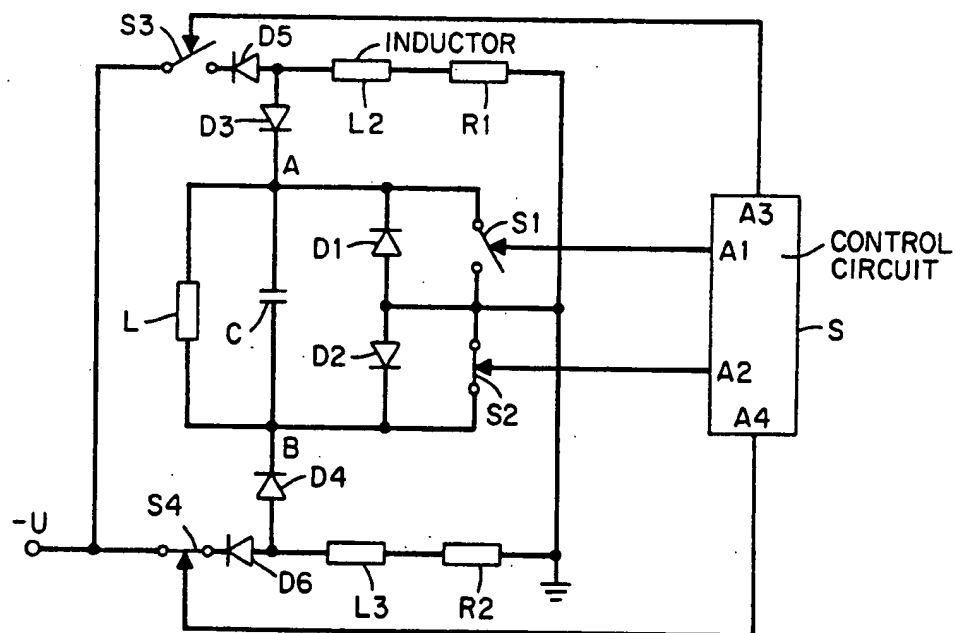 S3
D5
INDUCTOR
L2
R1
D3
A
A3
S1
A1
CONTROL
CIRCUIT
D1
L
C
D2
S
A2
S2
A4
B
D4
-U
S4
D6
L3
R2